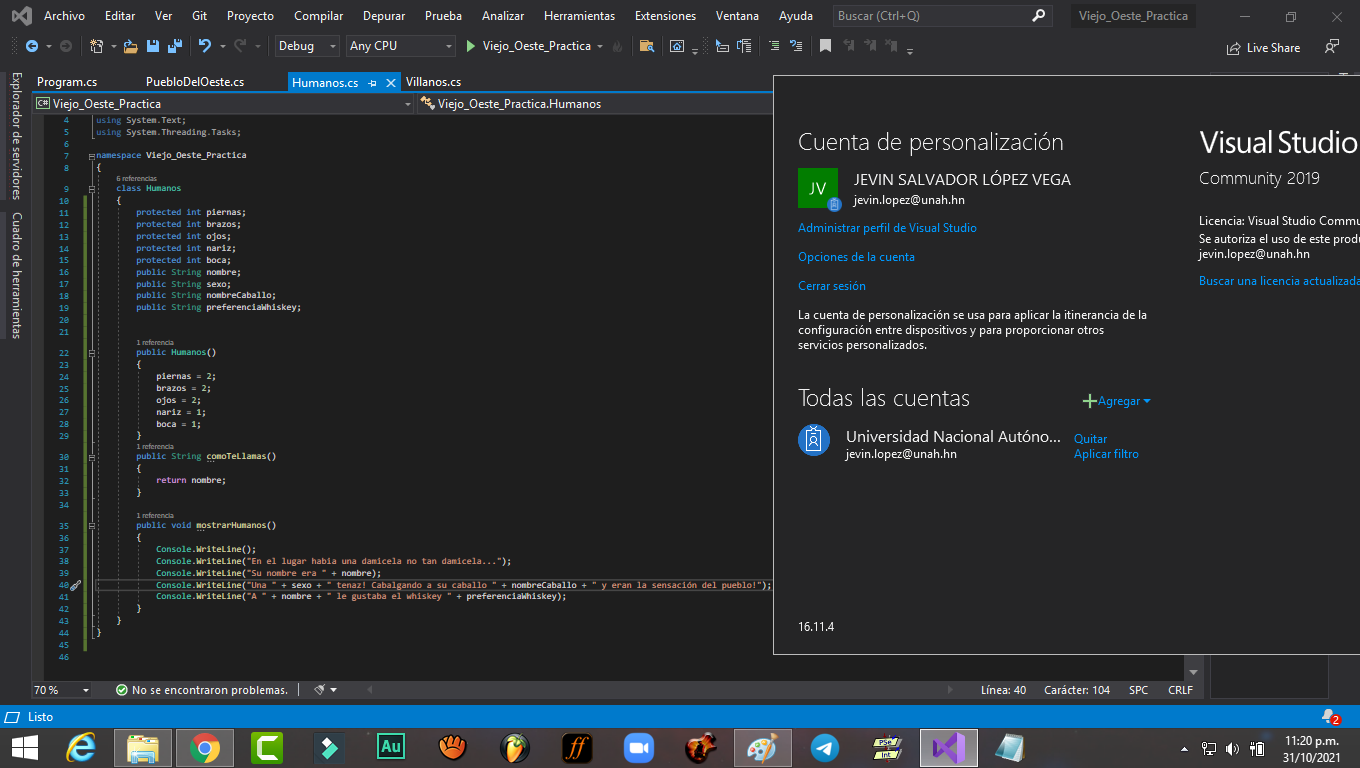 Archivo Editar Ver Git Proyecto Compilar Depurar Prueba Analizar Herramientas Extensiones Ventana Ayuda Buscar (Ctrl+Q) Viejo_Oeste_Practica
Debug Any CPU Viejo_Oeste_Practica Live Share
Explorador de servidores
Cuadro de herramientas
Program.cs PuebloDelOeste.cs Humanos.cs Villanos.cs
C# Viejo_Oeste_Practica Viejo_Oeste_Practica.Humanos
4 using System.Text;
5 using System.Threading.Tasks;
6
7 namespace Viejo_Oeste_Practica
8 {
6 referencias
9 class Humanos
10 {
11 protected int piernas;
12 protected int brazos;
13 protected int ojos;
14 protected int nariz;
15 protected int boca;
16 public String nombre;
17 public String sexo;
18 public String nombreCaballo;
19 public String preferenciaWhiskey;
20
21
1 referencia
22 public Humanos()
23 {
24 piernas = 2;
25 brazos = 2;
26 ojos = 2;
27 nariz = 1;
28 boca = 1;
29 }
1 referencia
30 public String comoTeLlamas()
31 {
32 return nombre;
33 }
34
1 referencia
35 public void mostrarHumanos()
36 {
37 Console.WriteLine();
38 Console.WriteLine("En el lugar habia una damicela no tan damicela...");
39 Console.WriteLine("Su nombre era " + nombre);
40 Console.WriteLine("Una " + sexo + " tenaz! Cabalgando a su caballo " + nombreCaballo + " y eran la sensación del pueblo!");
41 Console.WriteLine("A " + nombre + " le gustaba el whiskey " + preferenciaWhiskey);
42 }
43 }
44 }
45
46
Cuenta de personalización
JV JEVIN SALVADOR LÓPEZ VEGA
jevin.lopez@unah.hn
Administrar perfil de Visual Studio
Opciones de la cuenta
Cerrar sesión
La cuenta de personalización se usa para aplicar la itinerancia de la
configuración entre dispositivos y para proporcionar otros
servicios personalizados.
Todas las cuentas Agregar
Universidad Nacional Autóno... Quitar
jevin.lopez@unah.hn Aplicar filtro
16.11.4
Visual Studio
Community 2019
Licencia: Visual Studio Commu
Se autoriza el uso de este produ
jevin.lopez@unah.hn
Buscar una licencia actualizada
70 % No se encontraron problemas. Línea: 40 Carácter: 104 SPC CRLF
Listo 2
Au ff PSe Int 11:20 p.m.
31/10/2021